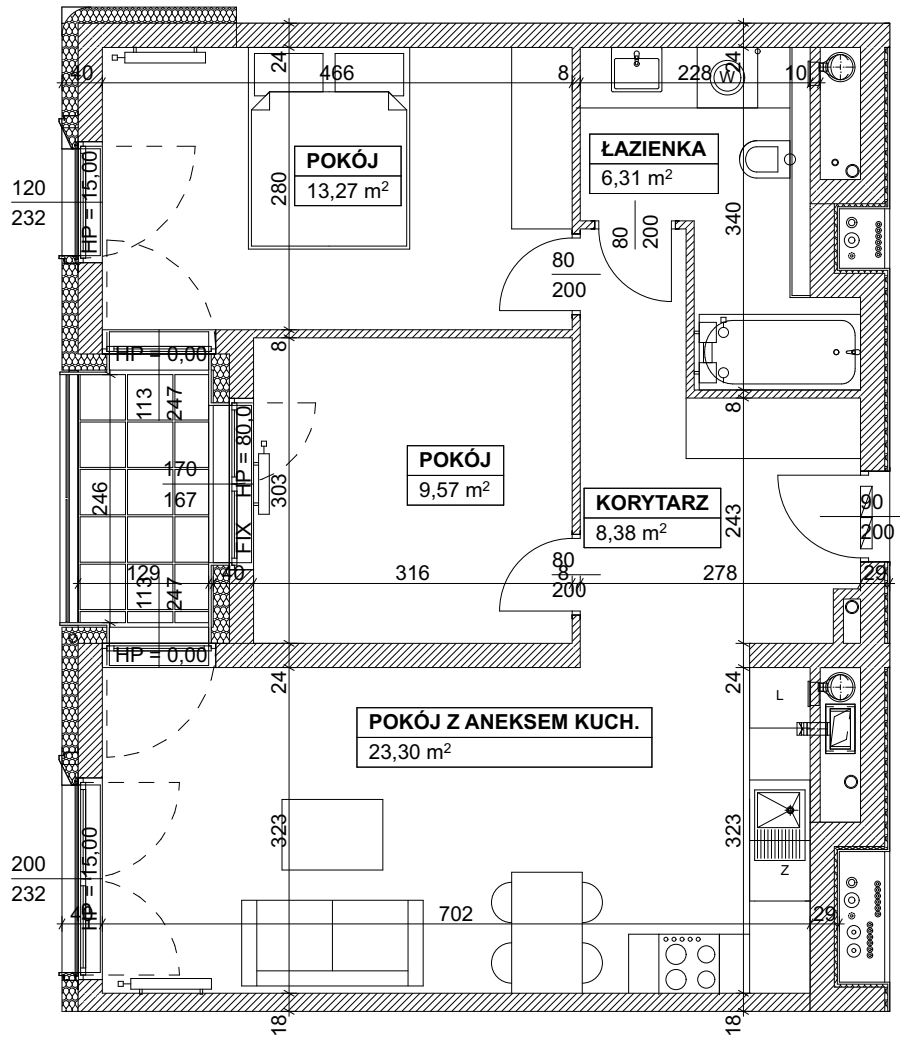 24
24
40
466
8
228
10
W
POKÓJ
13,27 m²
ŁAZIENKA
6,31 m²
120
232
HP = 15,00
280
340
80
200
80
200
HP = 0,00
8
8
113
247
170
167
HP = 80,0
FIX
246
303
POKÓJ
9,57 m²
KORYTARZ
8,38 m²
243
90
200
129
40
316
80
8
200
278
29
113
247
HP = 0,00
24
24
L
POKÓJ Z ANEKSEM KUCH.
23,30 m²
323
323
Z
200
232
HP = 15,00
40
702
29
18
18